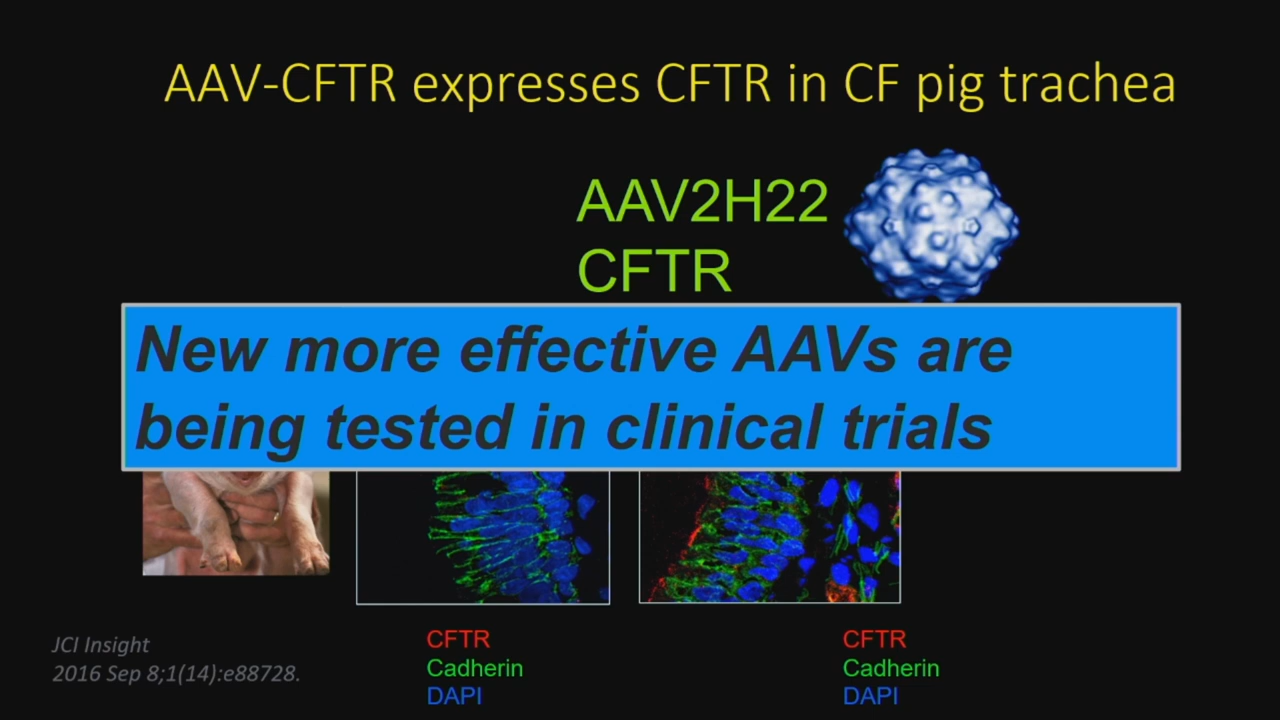 AAV-CFTR expresses CFTR in CF pig trachea
AAV2H22
CFTR
New more effective AAVs are
being tested in clinical trials
JCI Insight
2016 Sep 8;1(14):e88728.
CFTR
Cadherin
DAPI
CFTR
Cadherin
DAPI